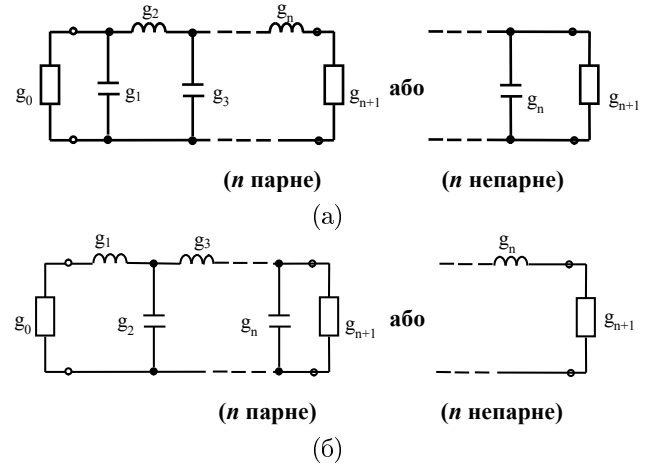 g₂ gₙ
g₀ g₁ g₃ gₙ₊₁ або gₙ gₙ₊₁
(n парне) (n непарне)
(а)
g₁ g₃ gₙ
g₀ g₂ gₙ gₙ₊₁ або gₙ₊₁
(n парне) (n непарне)
(б)